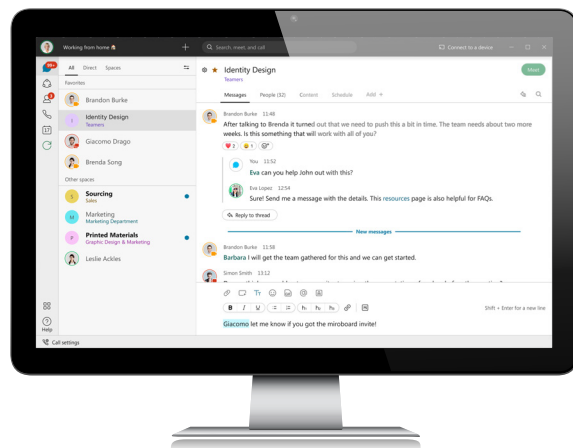 Working from home
Search, meet, and call
Connect to a device
99+
All Direct Spaces
Favorites
Brandon Burke
I Identity Design
Teamers
Giacomo Drago
Brenda Song
Other spaces
S Sourcing
Sales
M Marketing
Marketing Department
P Printed Materials
Graphic Design & Marketing
Leslie Ackles
Help
Call settings
Identity Design
Teamers
Meet
Messages People (32) Content Schedule Add +
Brandon Burke 11:48
After talking to Brenda it turned out that we need to push this a bit in time. The team needs about two more
weeks. Is this something that will work with all of you?
2 1
You 11:52
Eva can you help John out with this?
Eva Lopez 12:54
Sure! Send me a message with the details. This resources page is also helpful for FAQs.
Reply to thread
New messages
Brandon Burke 11:58
Barbara I will get the team gathered for this and we can get started.
Simon Smith 13:12
B I U
Shift + Enter for a new line
Giacomo let me know if you got the miroboard invite!